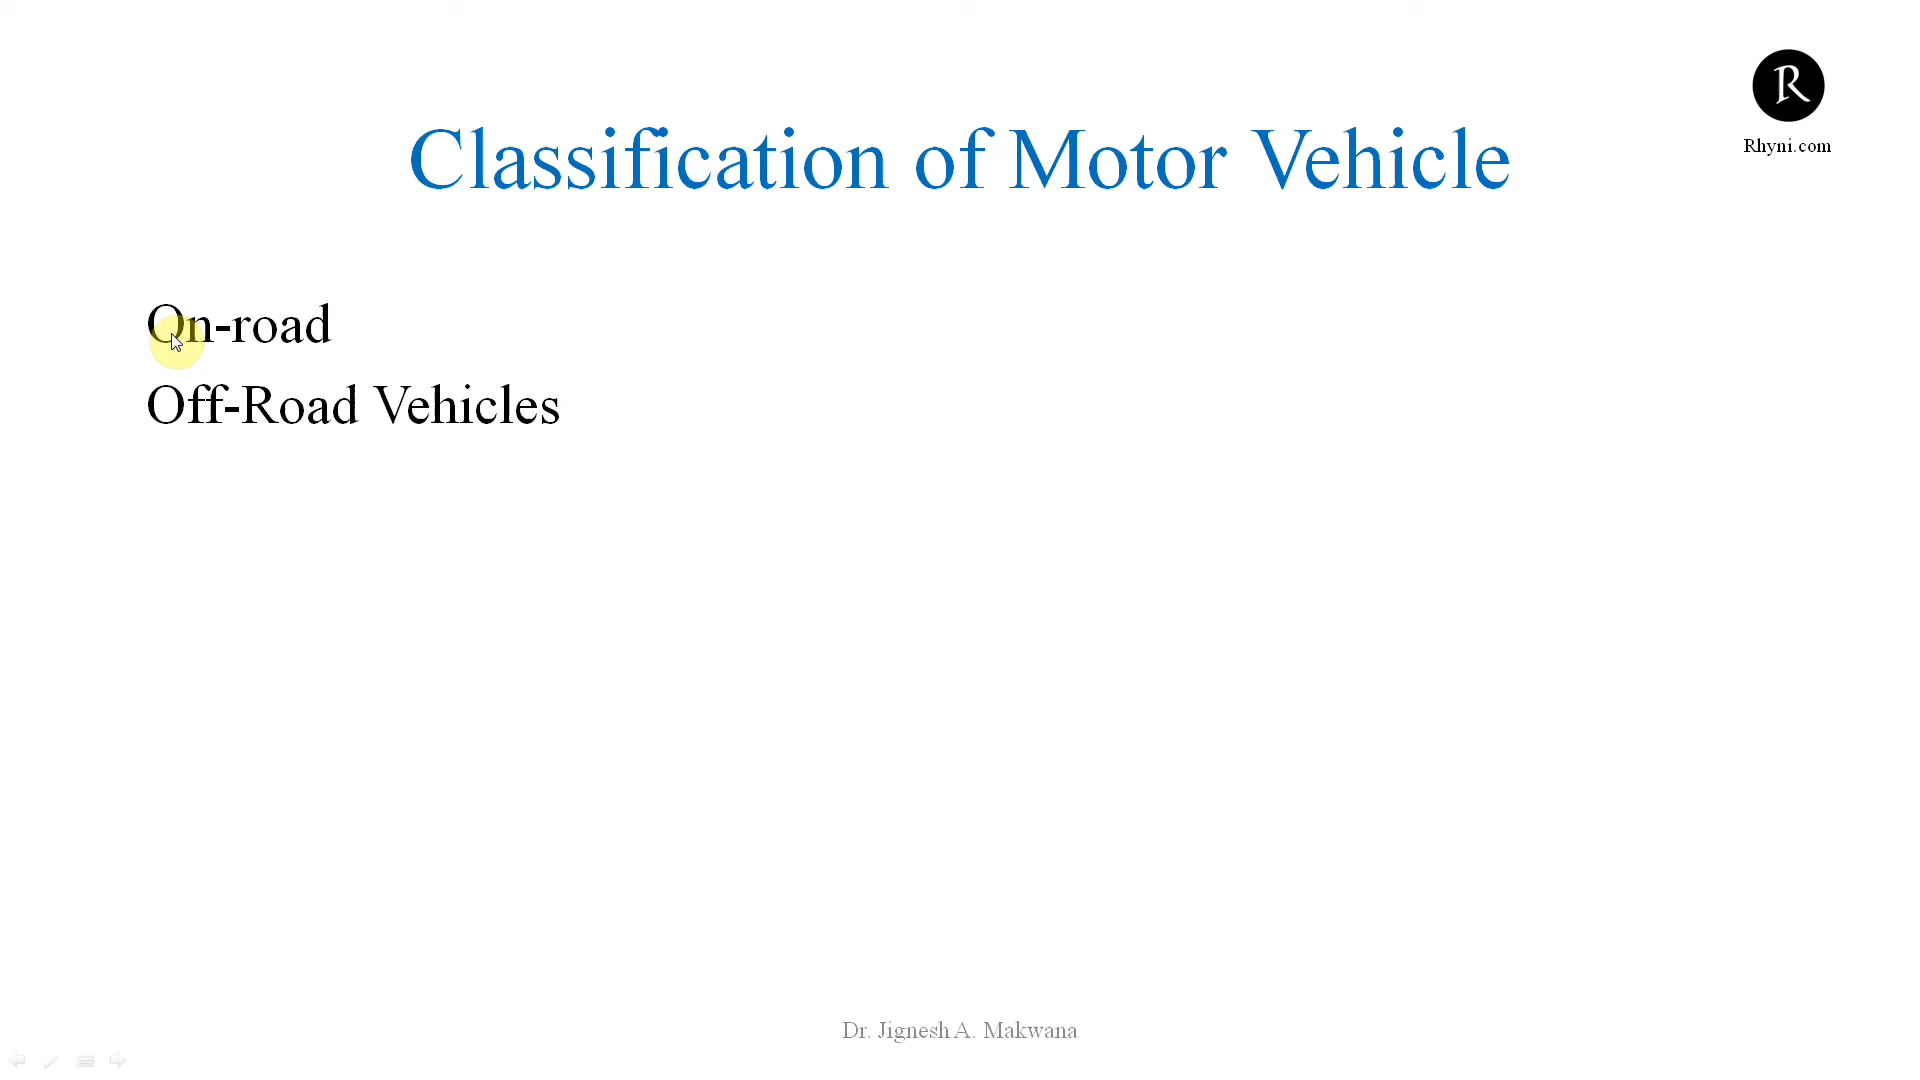 R
Rhyni.com
Classification of Motor Vehicle
On-road
Off-Road Vehicles
Dr. Jignesh A. Makwana